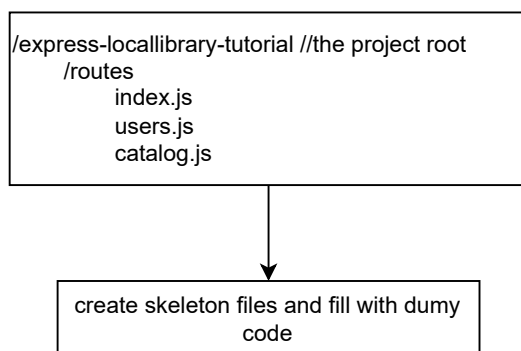 /express-locallibrary-tutorial //the project root
/routes
index.js
users.js
catalog.js
create skeleton files and fill with dumy
code